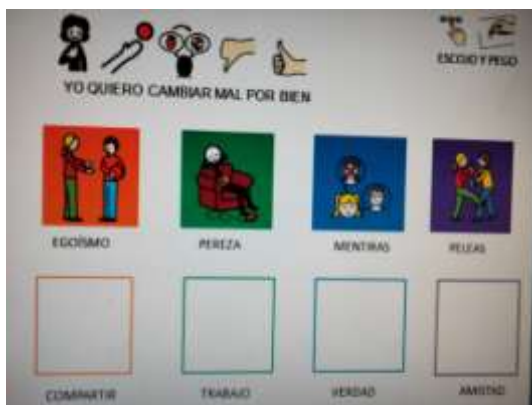 ESCOJO Y PEGO
YO QUIERO CAMBIAR MAL POR BIEN
EGOÍSMO PEREZA MENTIRAS PELEAS
COMPARTIR TRABAJO VERDAD AMISTAD